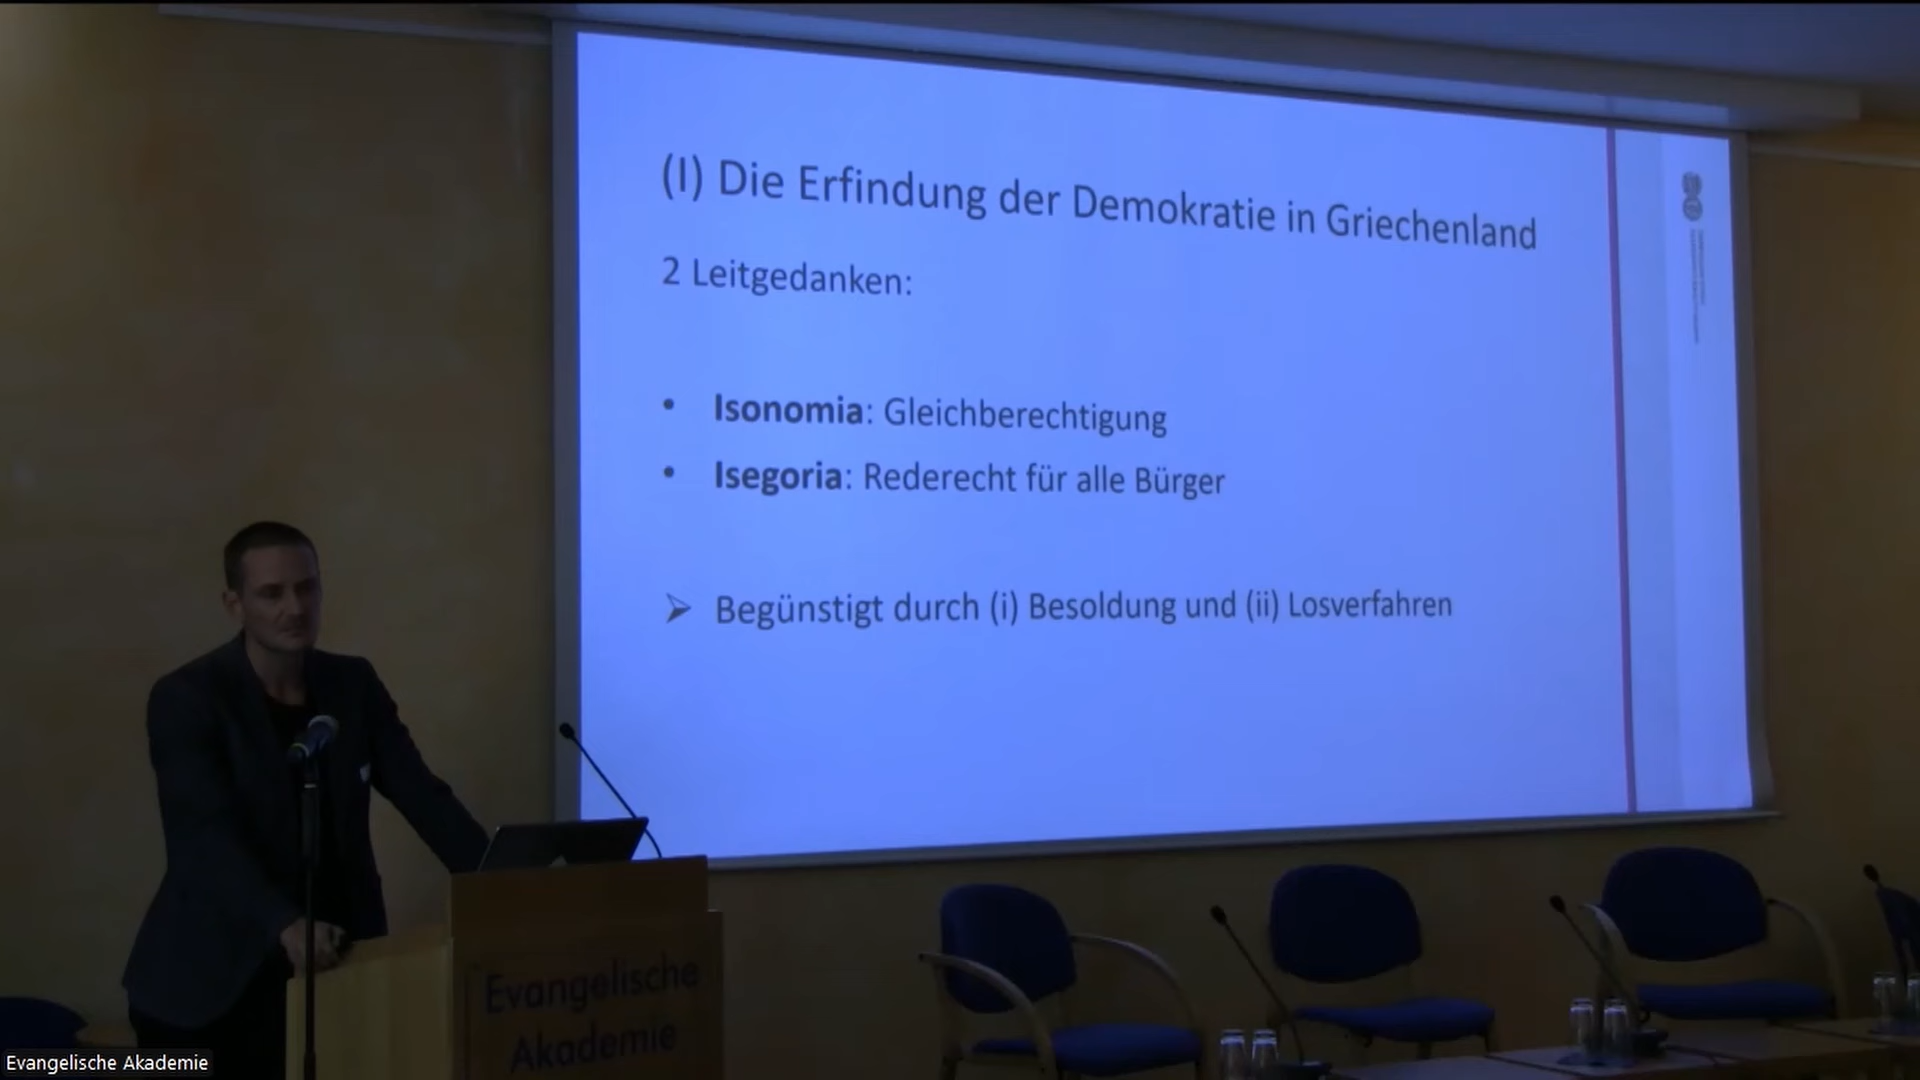 (I) Die Erfindung der Demokratie in Griechenland
2 Leitgedanken:
• Isonomia: Gleichberechtigung
• Isegoria: Rederecht für alle Bürger
➢ Begünstigt durch (i) Besoldung und (ii) Losverfahren
Evangelische
Akademie
Evangelische Akademie